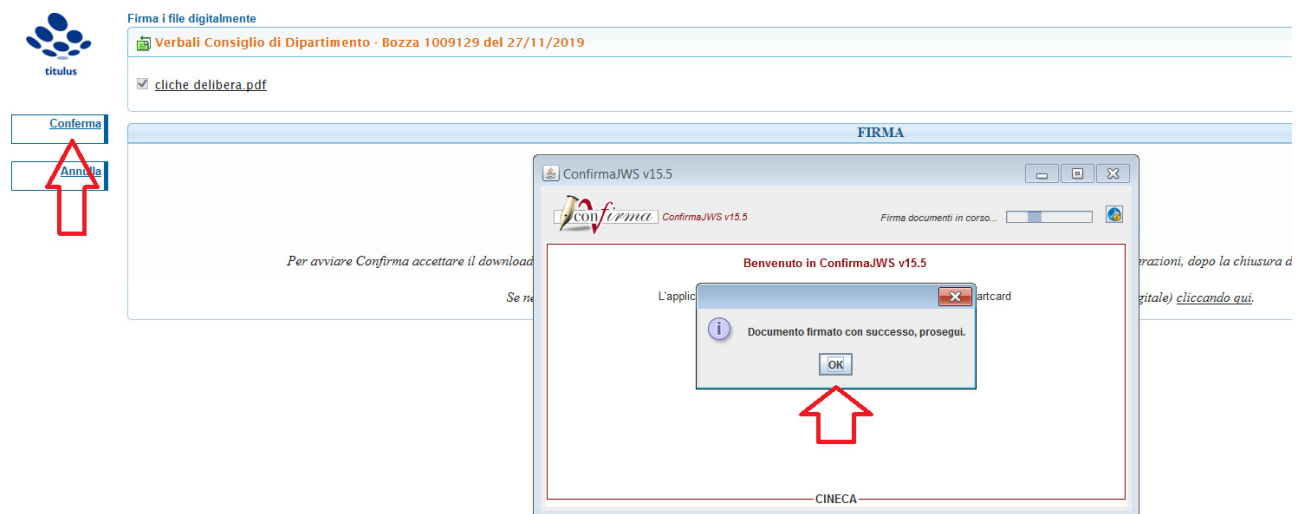 Firma i file digitalmente
Verbali Consiglio di Dipartimento - Bozza 1009129 del 27/11/2019
titulus
cliche delibera.pdf
Conferma
Annulla
FIRMA
ConfirmaJWS v15.5
confirma ConfirmaJWS v15.5 Firma documenti in corso...
Benvenuto in ConfirmaJWS v15.5
Per avviare Confirma accettare il download erazioni, dopo la chiusura d
Se ne L'applic artcard gitale) cliccando qui.
Documento firmato con successo, prosegui.
OK
CINECA